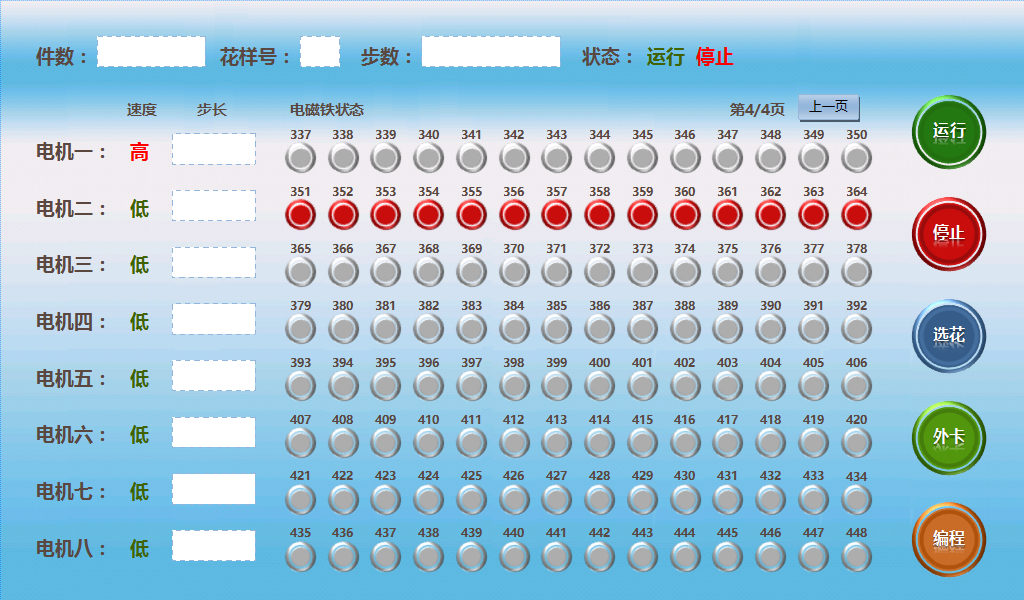 件数： 花样号： 步数： 状态： 运行 停止
速度 步长 电磁铁状态 第4/4页 上一页
337 338 339 340 341 342 343 344 345 346 347 348 349 350
电机一： 高
运行
351 352 353 354 355 356 357 358 359 360 361 362 363 364
电机二： 低
停止
365 366 367 368 369 370 371 372 373 374 375 376 377 378
电机三： 低
379 380 381 382 383 384 385 386 387 388 389 390 391 392
电机四： 低
选花
393 394 395 396 397 398 399 400 401 402 403 404 405 406
电机五： 低
407 408 409 410 411 412 413 414 415 416 417 418 419 420
电机六： 低
外卡
421 422 423 424 425 426 427 428 429 430 431 432 433 434
电机七： 低
435 436 437 438 439 440 441 442 443 444 445 446 447 448
电机八： 低
编程